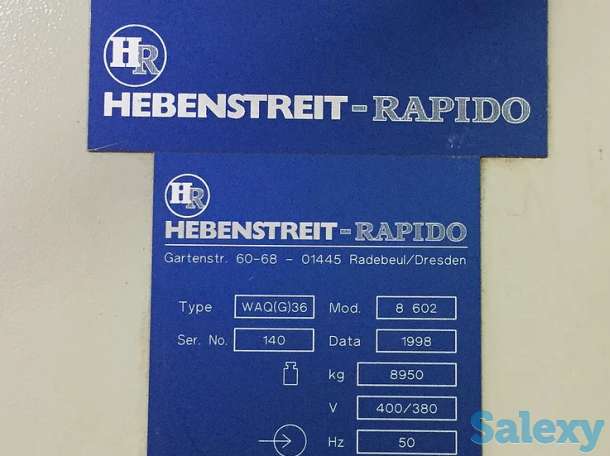 HR
HEBENSTREIT-RAPIDO
HR
HEBENSTREIT-RAPIDO
Gartenstr. 60-68 - 01445 Radebeul/Dresden
Type WAQ(G)36 Mod. 8 602
Ser. No. 140 Data 1998
kg 8950
V 400/380
Hz 50
Salexy